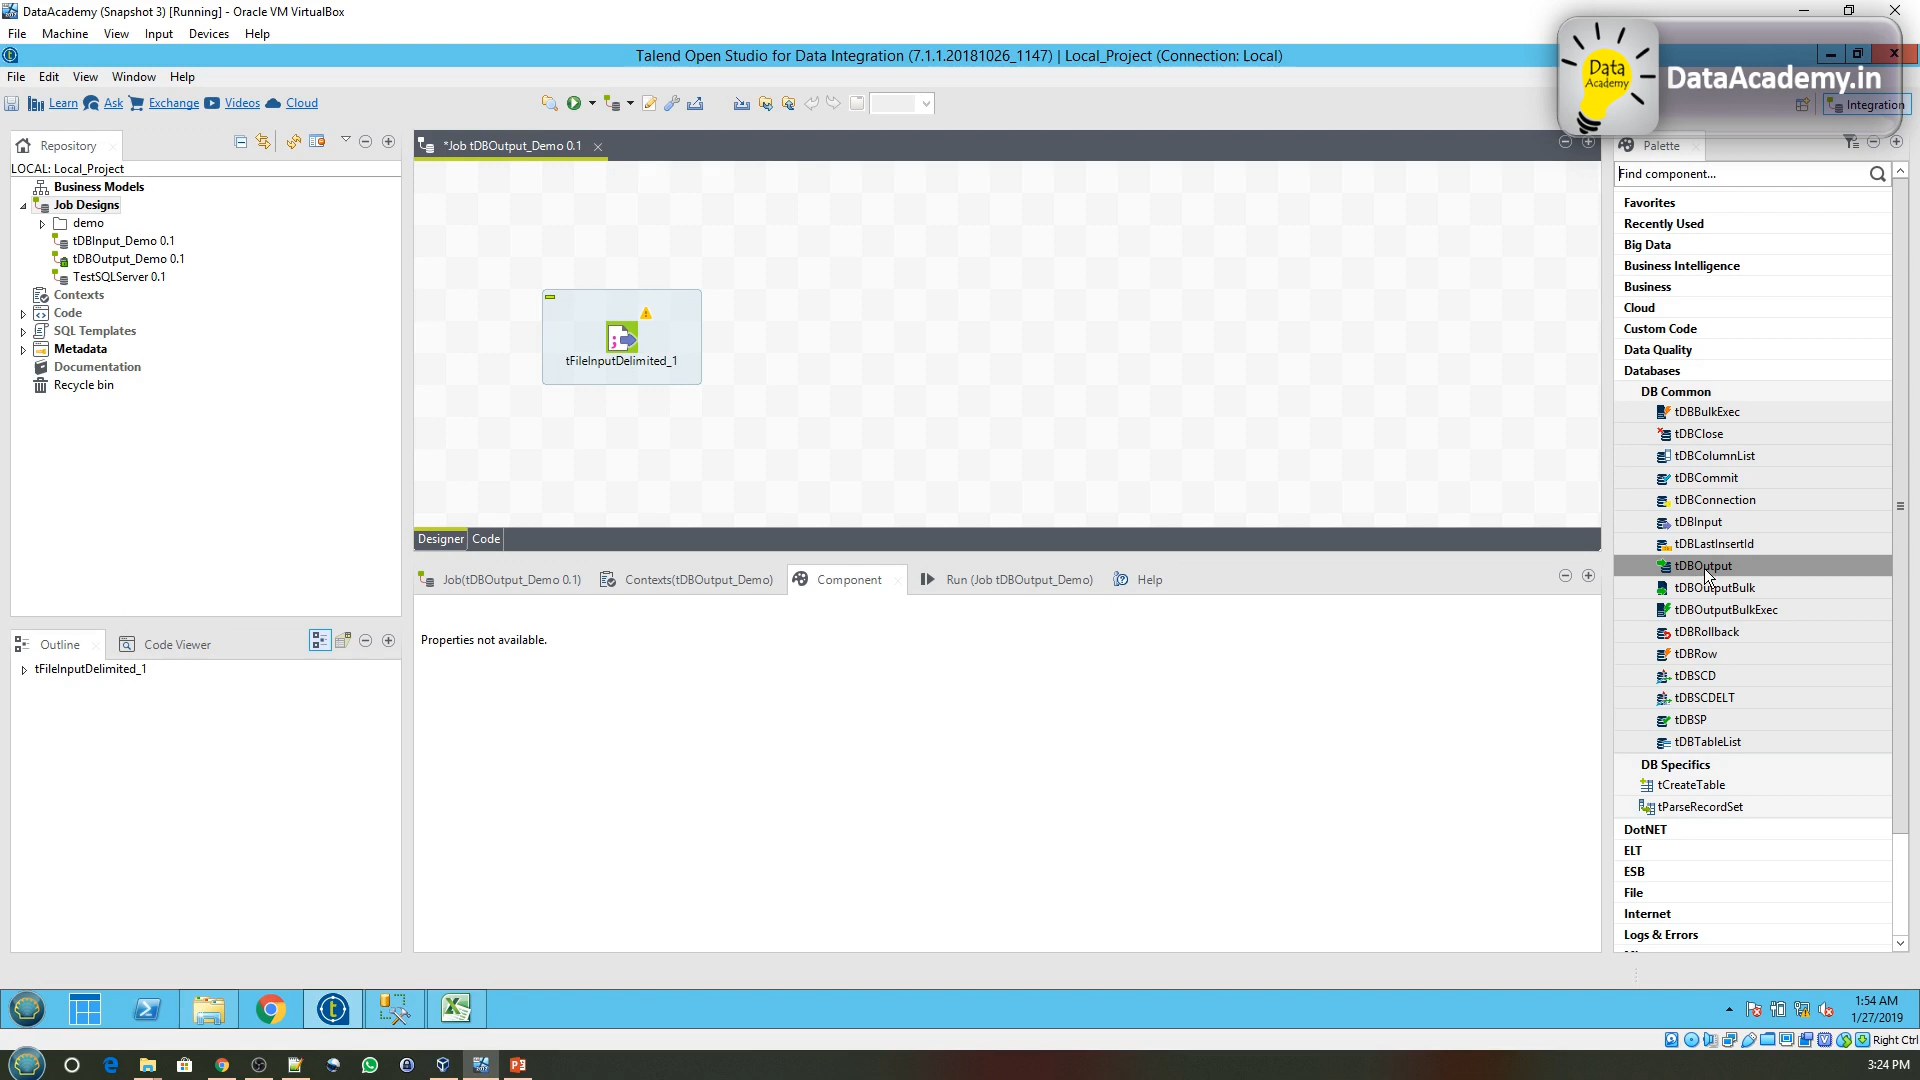 DataAcademy (Snapshot 3) [Running] - Oracle VM VirtualBox
File Machine View Input Devices Help
Talend Open Studio for Data Integration (7.1.1.20181026_1147) | Local_Project (Connection: Local)
Data Academy
DataAcademy.in
File Edit View Window Help
Learn Ask Exchange Videos Cloud
Integration
Repository
LOCAL: Local_Project
Business Models
Job Designs
demo
tDBInput_Demo 0.1
tDBOutput_Demo 0.1
TestSQLServer 0.1
Contexts
Code
SQL Templates
Metadata
Documentation
Recycle bin
Outline Code Viewer
tFileInputDelimited_1
*Job tDBOutput_Demo 0.1
tFileInputDelimited_1
Designer Code
Job(tDBOutput_Demo 0.1) Contexts(tDBOutput_Demo) Component Run (Job tDBOutput_Demo) Help
Properties not available.
Palette
Find component...
Favorites
Recently Used
Big Data
Business Intelligence
Business
Cloud
Custom Code
Data Quality
Databases
DB Common
tDBBulkExec
tDBClose
tDBColumnList
tDBCommit
tDBConnection
tDBInput
tDBLastInsertId
tDBOutput
tDBOutputBulk
tDBOutputBulkExec
tDBRollback
tDBRow
tDBSCD
tDBSCDELT
tDBSP
tDBTableList
DB Specifics
tCreateTable
tParseRecordSet
DotNET
ELT
ESB
File
Internet
Logs & Errors
1:54 AM
1/27/2019
Right Ctrl
3:24 PM